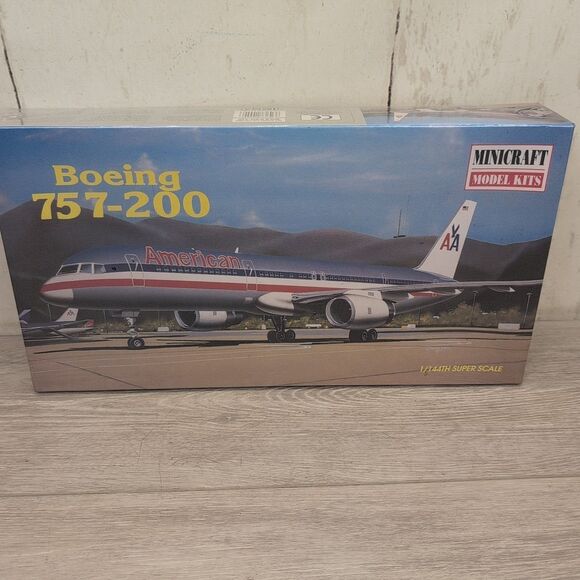 Boeing
757-200
MINICRAFT
MODEL KITS
American
AA
1/144TH SUPER SCALE